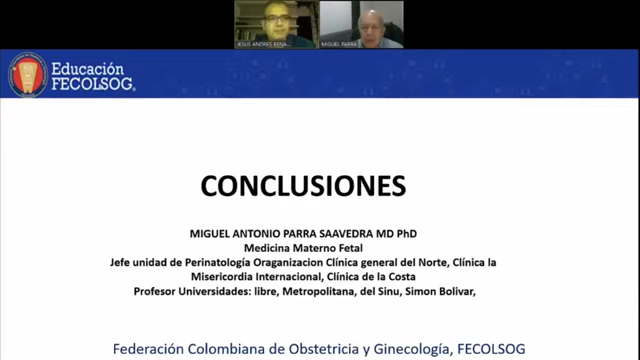 JESUS ANDRES BENA...
MIGUEL PARRA
Educación
FECOLSOG
CONCLUSIONES
MIGUEL ANTONIO PARRA SAAVEDRA MD PhD
Medicina Materno Fetal
Jefe unidad de Perinatología Oraganizacion Clínica general del Norte, Clínica la
Misericordia Internacional, Clínica de la Costa
Profesor Universidades: libre, Metropolitana, del Sinu, Simon Bolivar,
Federación Colombiana de Obstetricia y Ginecología, FECOLSOG